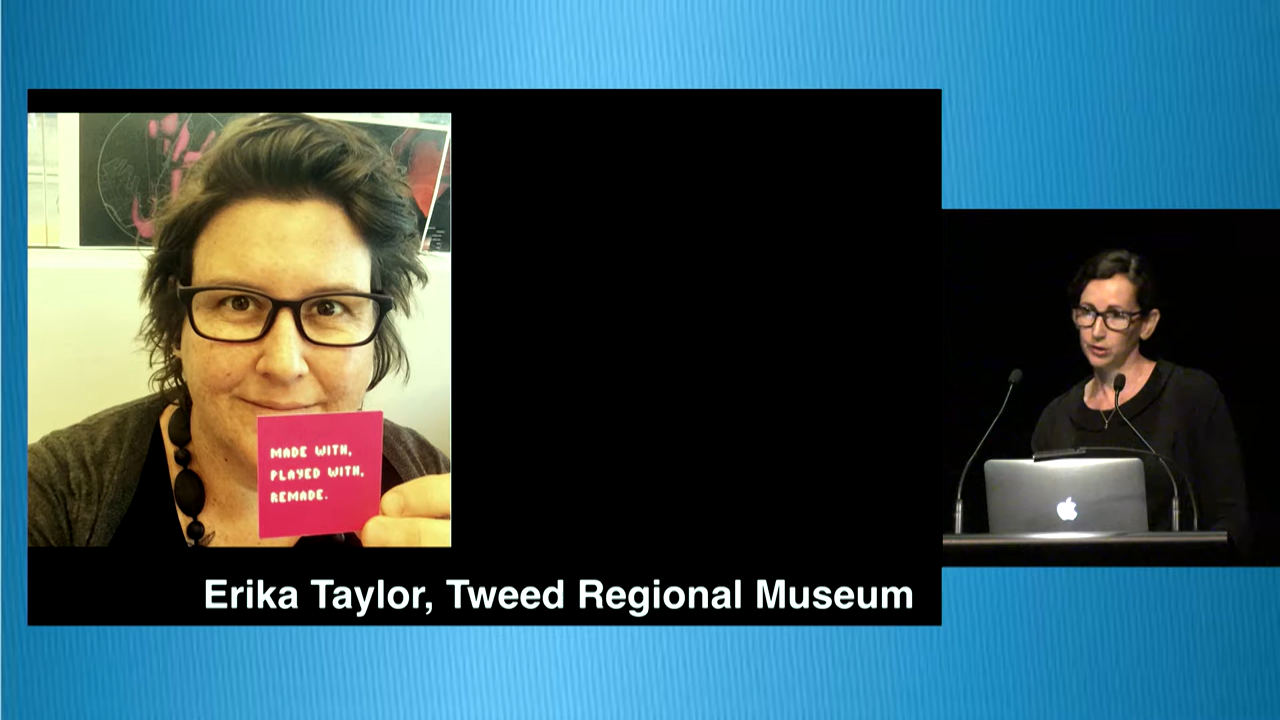 MADE WITH,
PLAYED WITH,
REMADE.
Erika Taylor, Tweed Regional Museum